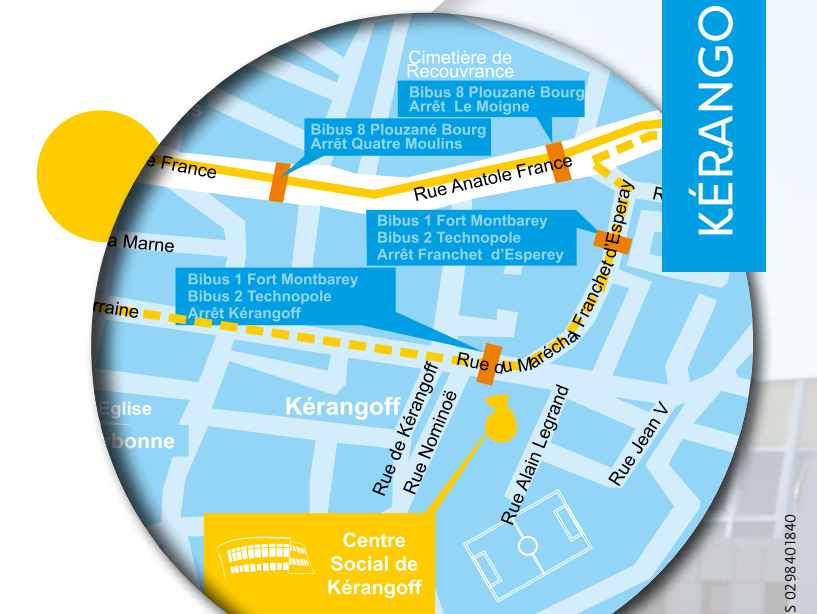 Cimetière de
Recouvrance
Bibus 8 Plouzané Bourg
Arrêt Le Moigne
Bibus 8 Plouzané Bourg
Arrêt Quatre Moulins
France
Rue Anatole France
Bibus 1 Fort Montbarey
Bibus 2 Technopole
Arrêt Franchet d'Esperey
a Marne
Bibus 1 Fort Montbarey
Bibus 2 Technopole
Arrêt Kérangoff
rraine
Rue du Maréchal Franchet d'Esperay
Kérangoff
Rue de Kérangoff
Rue Nominoë
Rue Alain Legrand
Rue Jean V
Eglise
rbonne
Centre
Social de
Kérangoff
KÉRANGO
S 0298401840